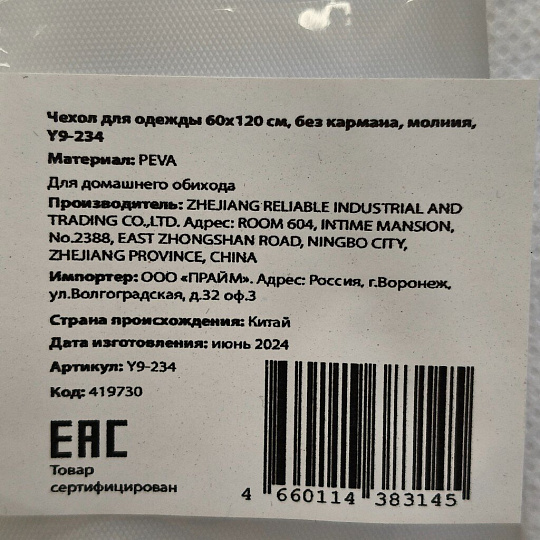 Чехол для одежды 60х120 см, без кармана, молния,
Y9-234
Материал: PEVA
Для домашнего обихода
Производитель: ZHEJIANG RELIABLE INDUSTRIAL AND
TRADING CO.,LTD. Адрес: ROOM 604, INTIME MANSION,
No.2388, EAST ZHONGSHAN ROAD, NINGBO CITY,
ZHEJIANG PROVINCE, CHINA
Импортер: ООО «ПРАЙМ». Адрес: Россия, г.Воронеж,
ул.Волгоградская, д.32 оф.3
Страна происхождения: Китай
Дата изготовления: июнь 2024
Артикул: Y9-234
Код: 419730
EAC
Товар
сертифицирован
4 660114 383145